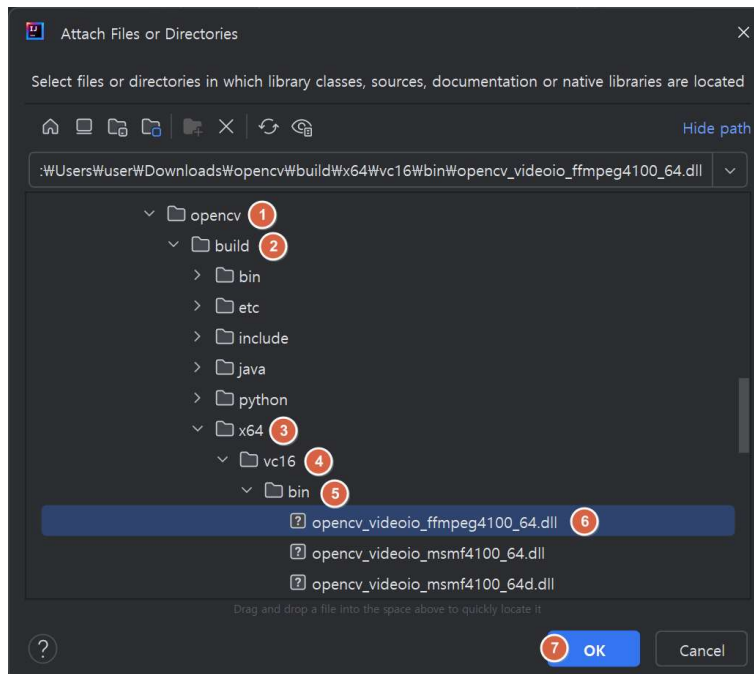 Attach Files or Directories
Select files or directories in which library classes, sources, documentation or native libraries are located
Hide path
:₩Users₩user₩Downloads₩opencv₩build₩x64₩vc16₩bin₩opencv_videoio_ffmpeg4100_64.dll
opencv 1
build 2
bin
etc
include
java
python
x64 3
vc16 4
bin 5
opencv_videoio_ffmpeg4100_64.dll 6
opencv_videoio_msmf4100_64.dll
opencv_videoio_msmf4100_64d.dll
Drag and drop a file into the space above to quickly locate it
? 7 OK Cancel